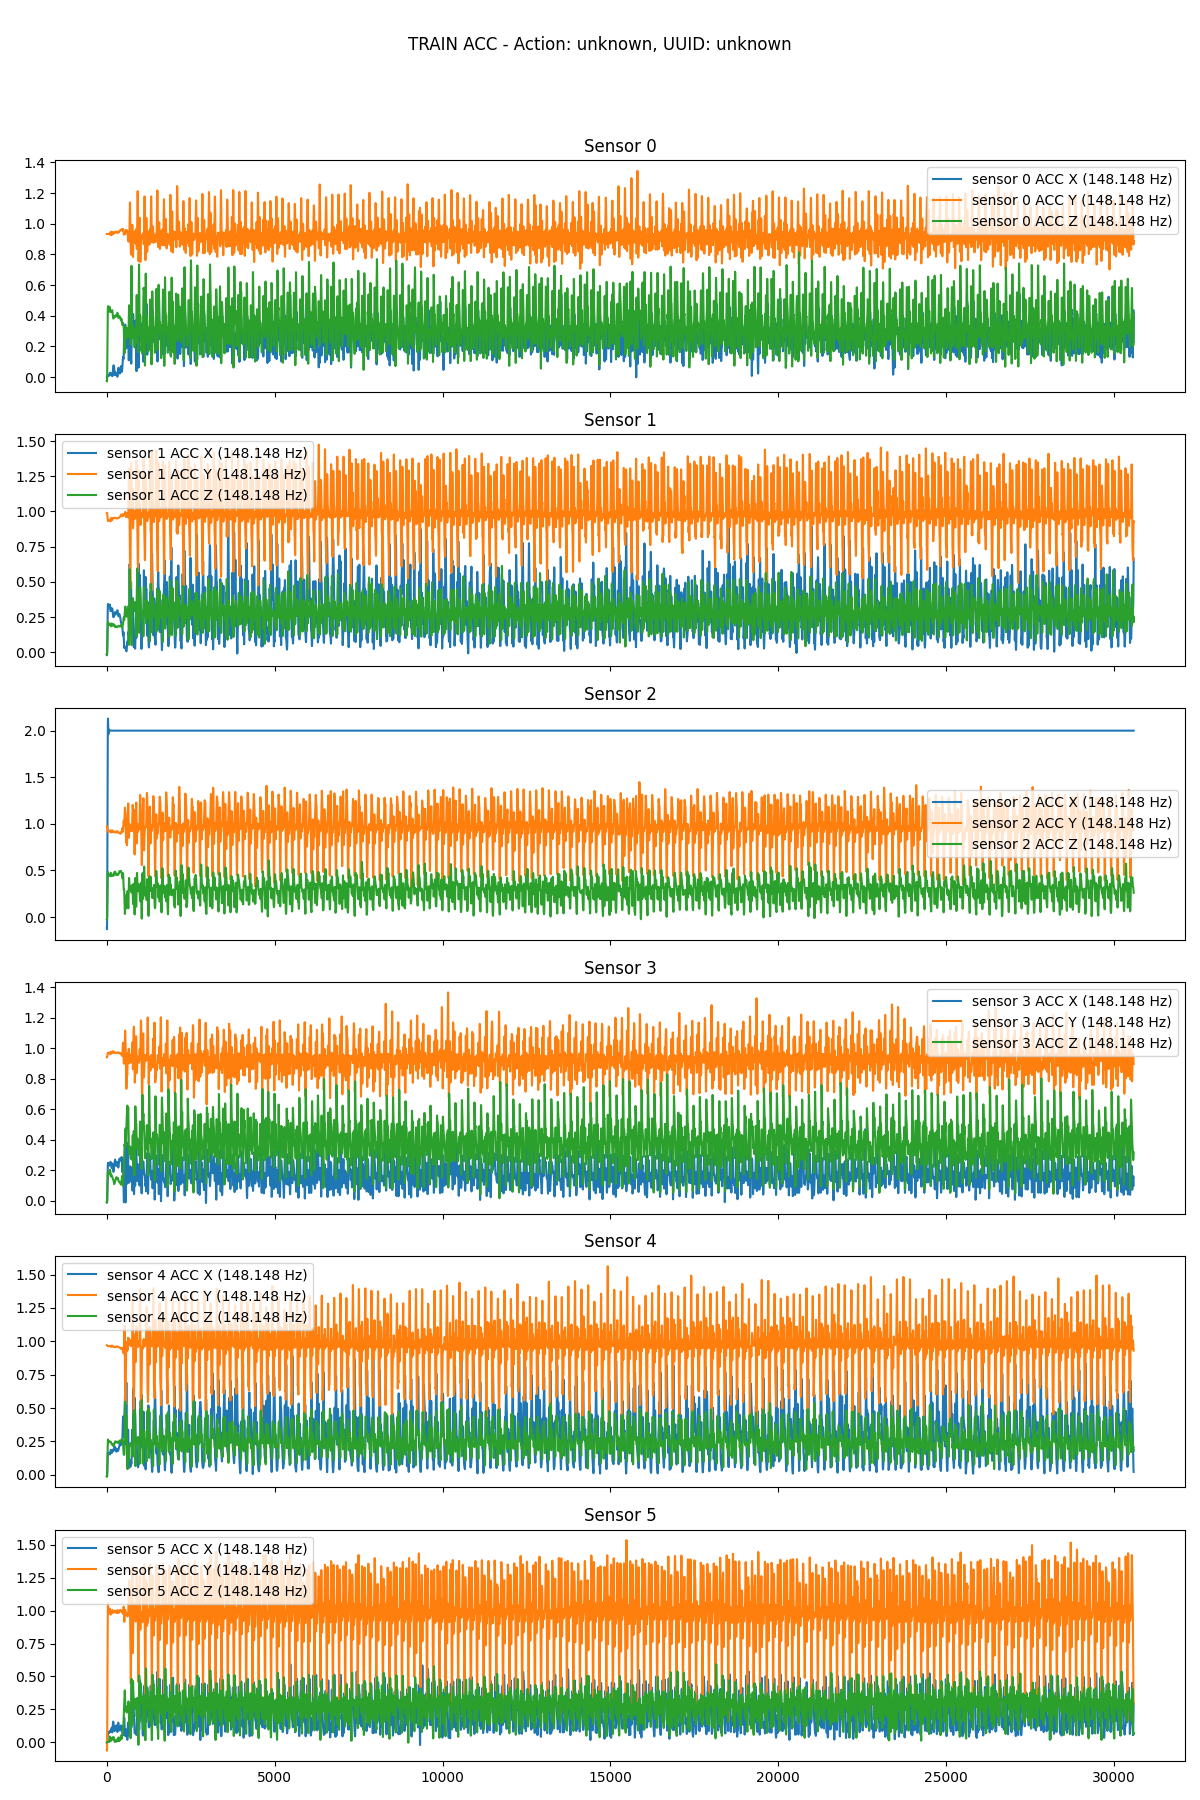 TRAIN ACC - Action: unknown, UUID: unknown
Sensor 0
1.4
1.2
1.0
0.8
0.6
0.4
0.2
0.0
sensor 0 ACC X (148.148 Hz)
sensor 0 ACC Y (148.148 Hz)
sensor 0 ACC Z (148.148 Hz)
Sensor 1
1.50
1.25
1.00
0.75
0.50
0.25
0.00
sensor 1 ACC X (148.148 Hz)
sensor 1 ACC Y (148.148 Hz)
sensor 1 ACC Z (148.148 Hz)
Sensor 2
2.0
1.5
1.0
0.5
0.0
sensor 2 ACC X (148.148 Hz)
sensor 2 ACC Y (148.148 Hz)
sensor 2 ACC Z (148.148 Hz)
Sensor 3
1.4
1.2
1.0
0.8
0.6
0.4
0.2
0.0
sensor 3 ACC X (148.148 Hz)
sensor 3 ACC Y (148.148 Hz)
sensor 3 ACC Z (148.148 Hz)
Sensor 4
1.50
1.25
1.00
0.75
0.50
0.25
0.00
sensor 4 ACC X (148.148 Hz)
sensor 4 ACC Y (148.148 Hz)
sensor 4 ACC Z (148.148 Hz)
Sensor 5
1.50
1.25
1.00
0.75
0.50
0.25
0.00
sensor 5 ACC X (148.148 Hz)
sensor 5 ACC Y (148.148 Hz)
sensor 5 ACC Z (148.148 Hz)
0 5000 10000 15000 20000 25000 30000